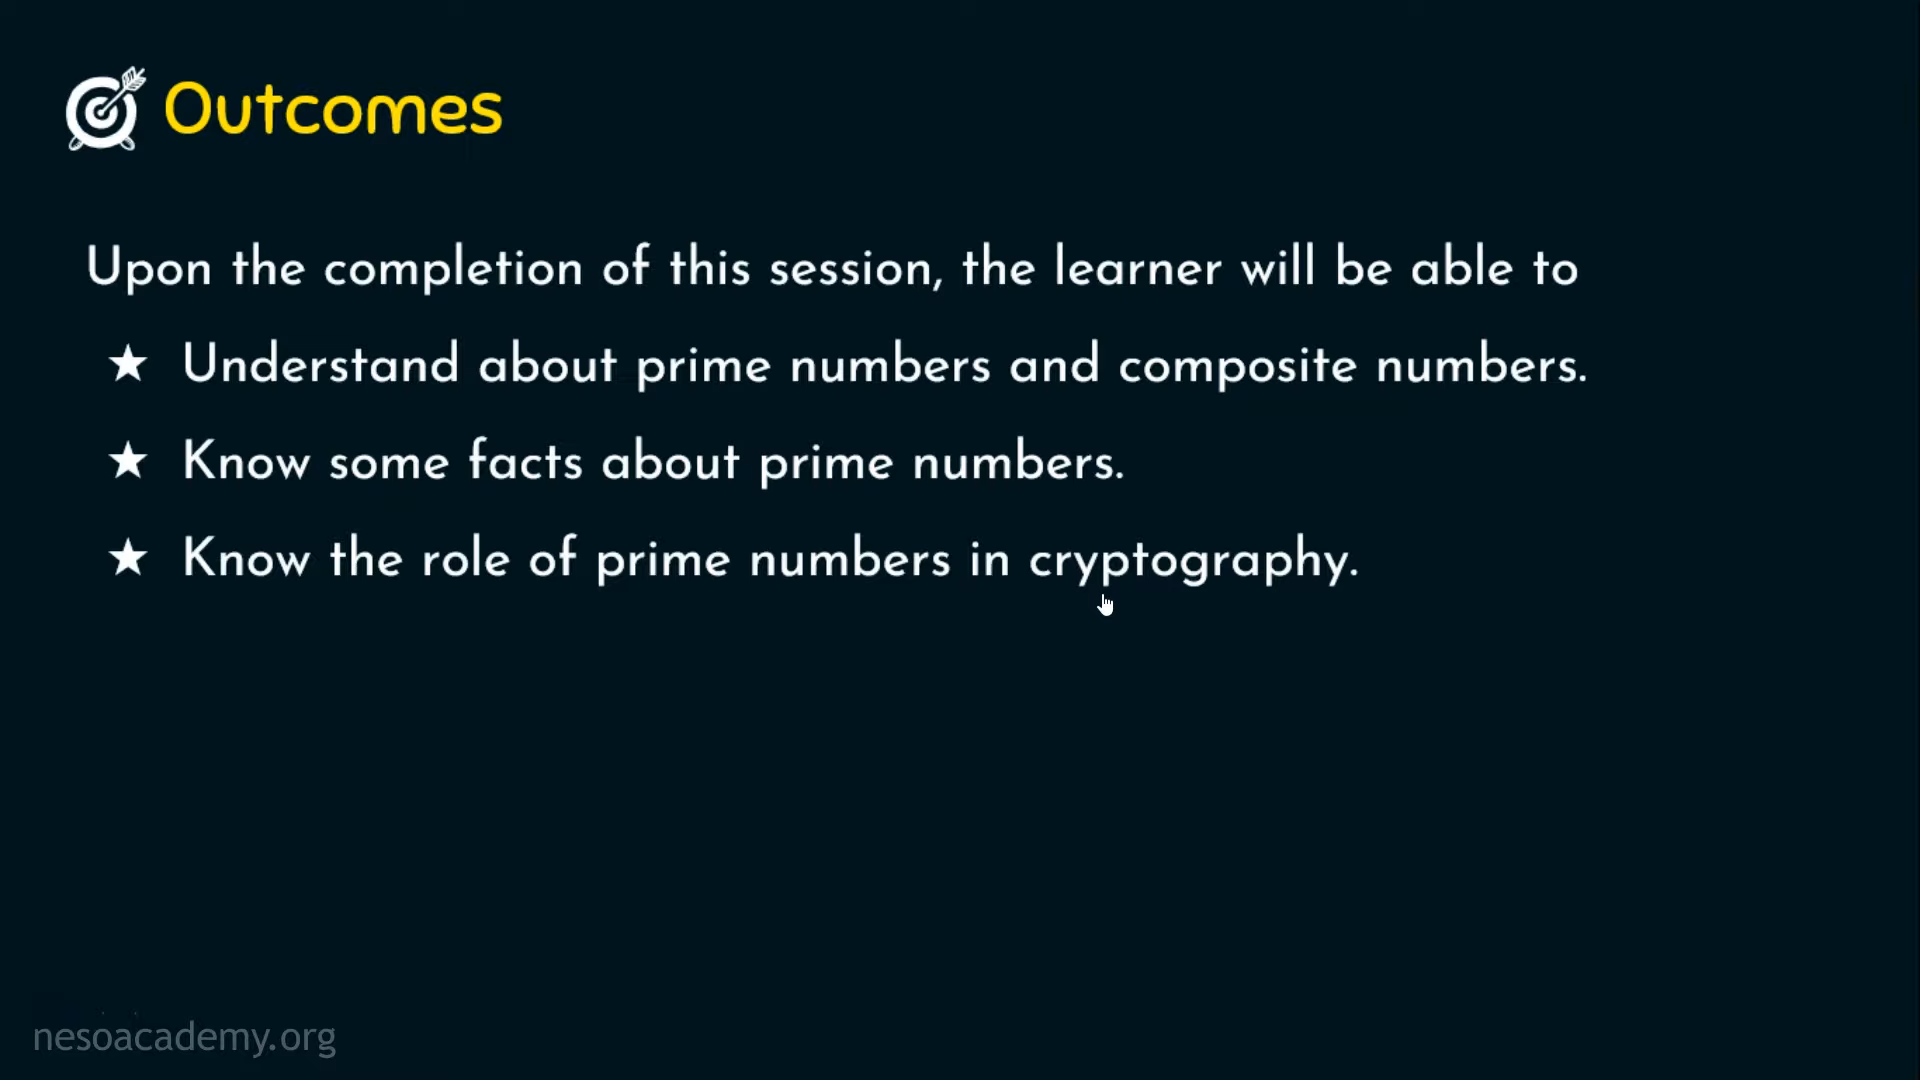 Outcomes
Upon the completion of this session, the learner will be able to
★ Understand about prime numbers and composite numbers.
★ Know some facts about prime numbers.
★ Know the role of prime numbers in cryptography.
nesoacademy.org